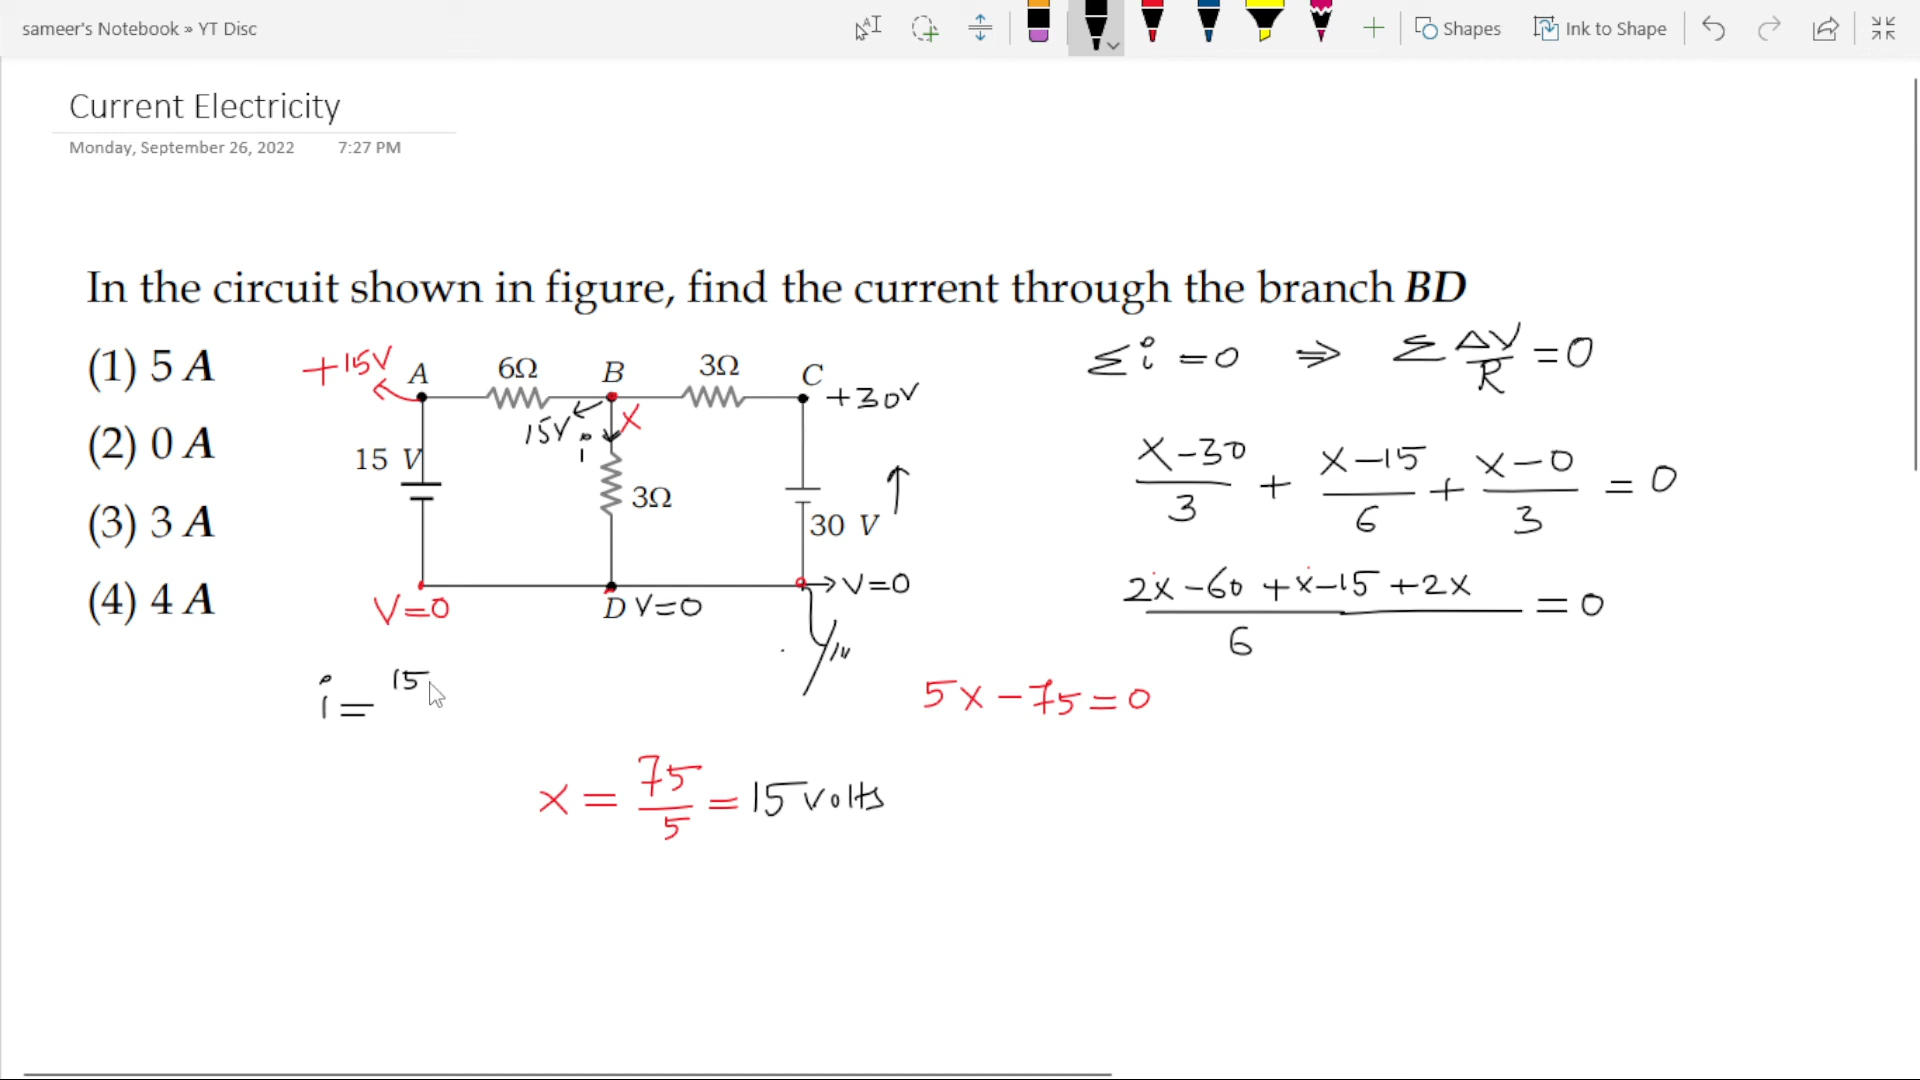 sameer's Notebook » YT Disc
Shapes
Ink to Shape
Current Electricity
Monday, September 26, 2022 7:27 PM
In the circuit shown in figure, find the current through the branch BD
(1) 5 A
(2) 0 A
(3) 3 A
(4) 4 A
+15V A 6Ω B 3Ω C +30V
15V i X
15 V
3Ω
30 V
V=0 D V=0 →V=0
Σi = 0 ⇒ Σ ΔV/R = 0
(x-30)/3 + (x-15)/6 + (x-0)/3 = 0
(2x-60+x-15+2x)/6 = 0
i = 15
5x-75=0
x = 75/5 = 15 volts